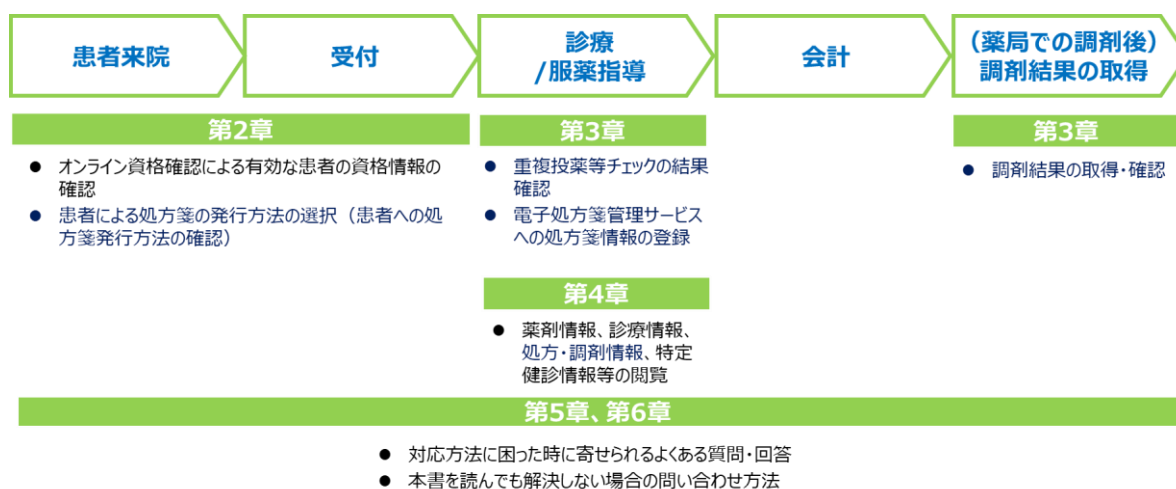 患者来院
受付
診療
/服薬指導
会計
（薬局での調剤後）
調剤結果の取得
第2章
● オンライン資格確認による有効な患者の資格情報の
確認
● 患者による処方箋の発行方法の選択（患者への処
方箋発行方法の確認）
第3章
● 重複投薬等チェックの結果
確認
● 電子処方箋管理サービス
への処方箋情報の登録
第3章
● 調剤結果の取得・確認
第4章
● 薬剤情報、診療情報、
処方・調剤情報、特定
健診情報等の閲覧
第5章、第6章
● 対応方法に困った時に寄せられるよくある質問・回答
● 本書を読んでも解決しない場合の問い合わせ方法